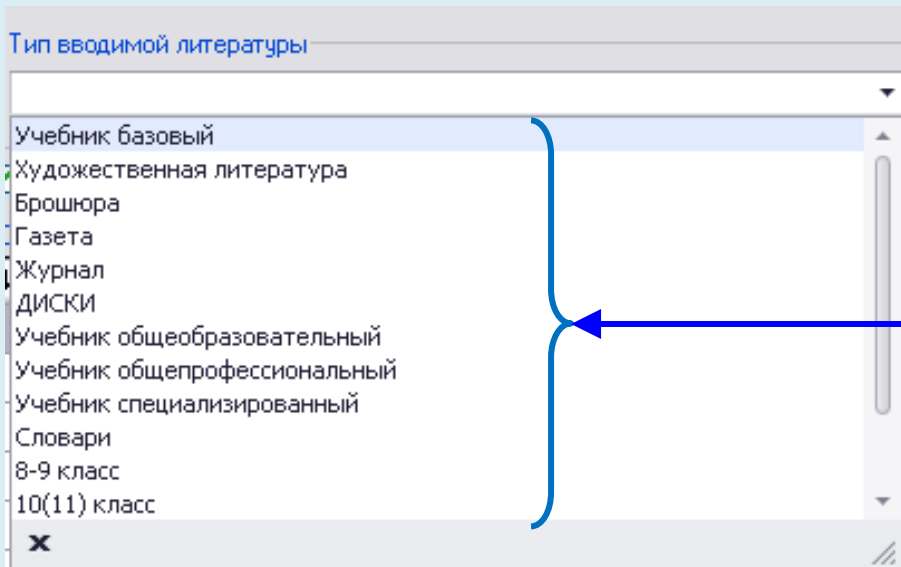 Тип вводимой литературы
Учебник базовый
Художественная литература
Брошюра
Газета
Журнал
ДИСКИ
Учебник общеобразовательный
Учебник общепрофессиональный
Учебник специализированный
Словари
8-9 класс
10(11) класс